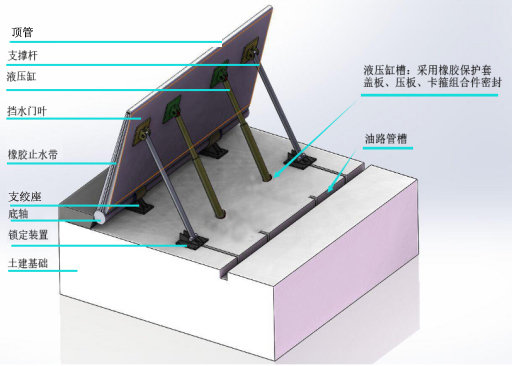 顶管
支撑杆
液压缸
挡水门叶
橡胶止水带
支绞座
底轴
锁定装置
土建基础
液压缸槽：采用橡胶保护套
盖板、压板、卡箍组合件密封
油路管槽